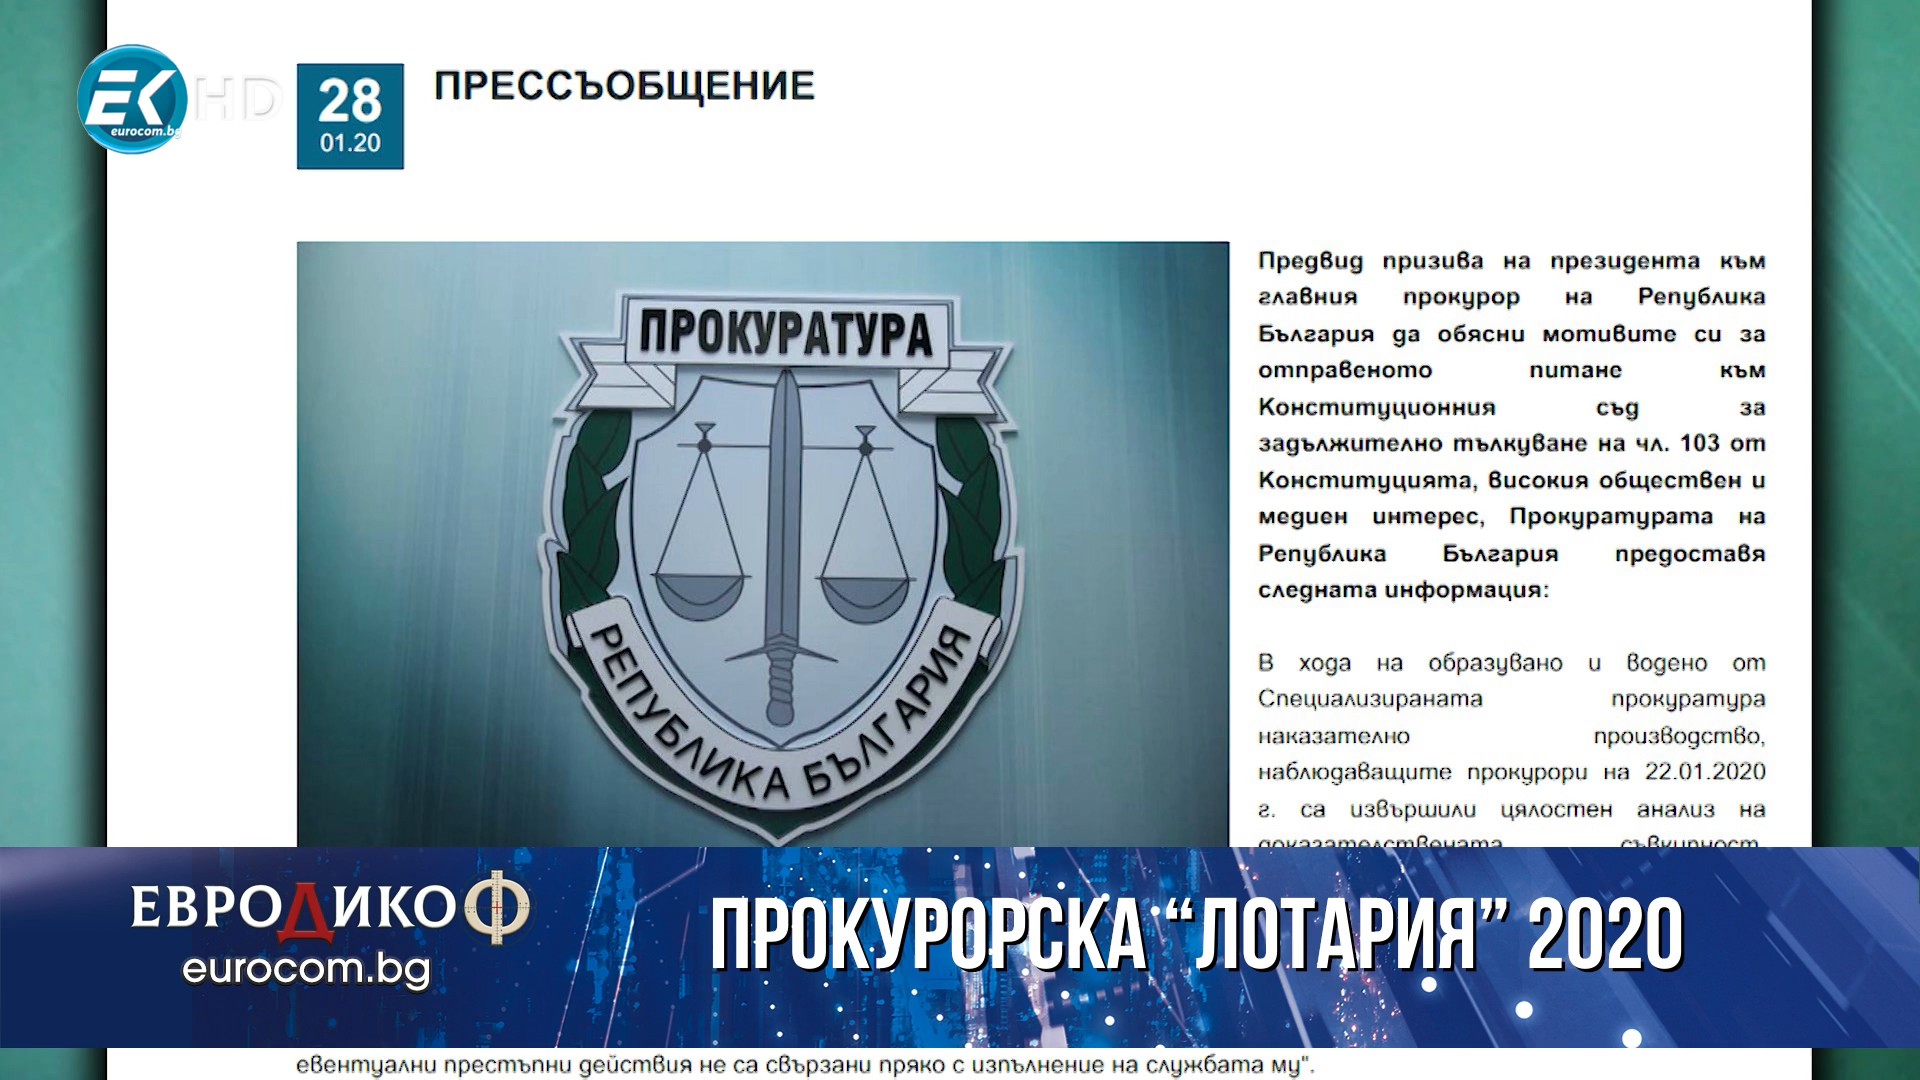 EK HD
eurocom.bg
28
01.20
ПРЕССЪОБЩЕНИЕ
ПРОКУРАТУРА
РЕПУБЛИКА БЪЛГАРИЯ
Предвид призива на президента към
главния прокурор на Република
България да обясни мотивите си за
отправеното питане към
Конституционния съд за
задължително тълкуване на чл. 103 от
Конституцията, високия обществен и
медиен интерес, Прокуратурата на
Република България предоставя
следната информация:
В хода на образувано и водено от
Специализираната прокуратура
наказателно производство,
наблюдаващите прокурори на 22.01.2020
г. са извършили цялостен анализ на
доказателствената съвкупност,
ЕВРОДИКОФ
eurocom.bg
ПРОКУРОРСКА “ЛОТАРИЯ” 2020
евентуални престъпни действия не са свързани пряко с изпълнение на службата му".